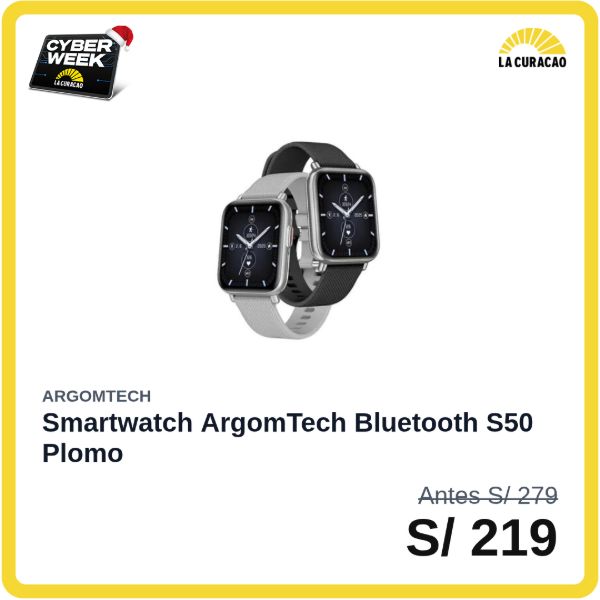 CYBER
WEEK
LA CURACAO
LA CURACAO
ARGOMTECH
Smartwatch ArgomTech Bluetooth S50
Plomo
Antes S/ 279
S/ 219